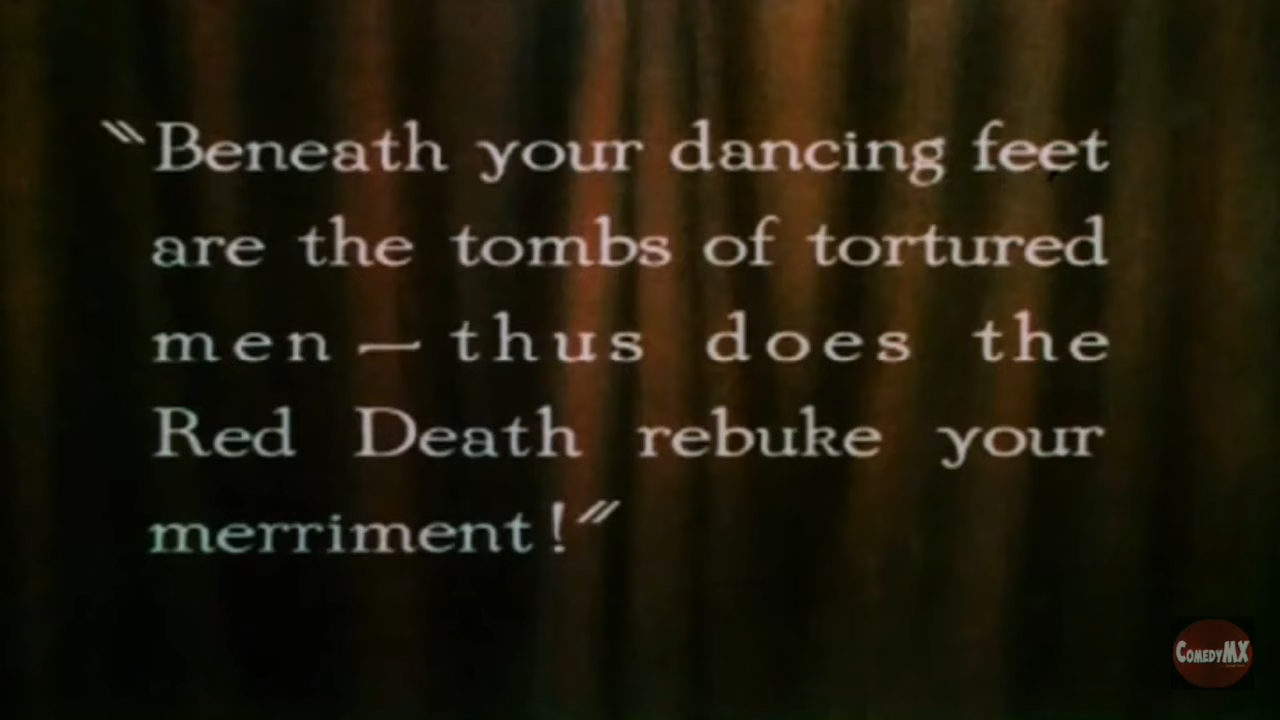 "Beneath your dancing feet
are the tombs of tortured
men — thus does the
Red Death rebuke your
merriment!"
COMEDYMX